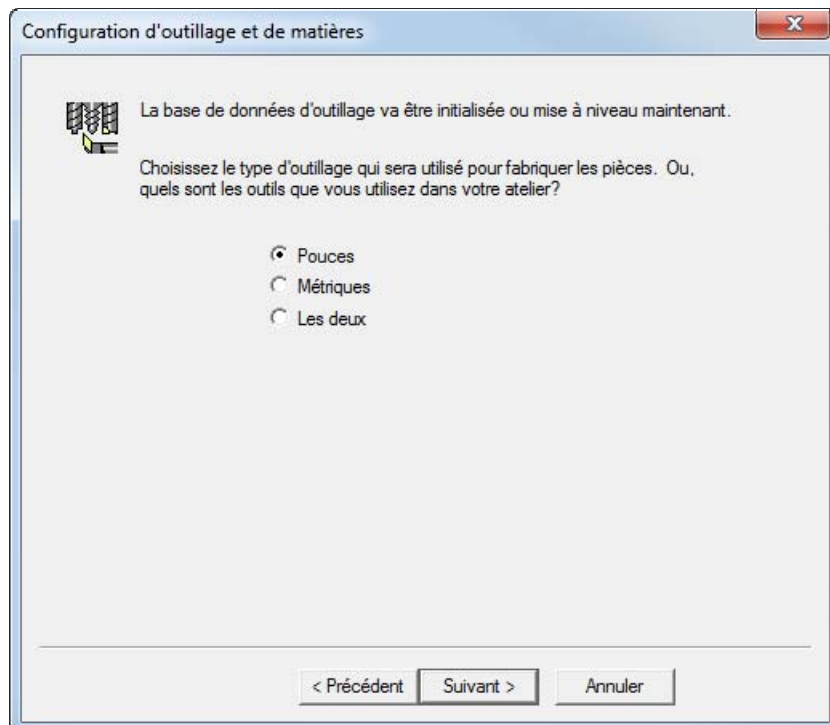 Configuration d'outillage et de matières
La base de données d'outillage va être initialisée ou mise à niveau maintenant.
Choisissez le type d'outillage qui sera utilisé pour fabriquer les pièces.  Ou,
quels sont les outils que vous utilisez dans votre atelier?
Pouces
Métriques
Les deux
< Précédent
Suivant >
Annuler